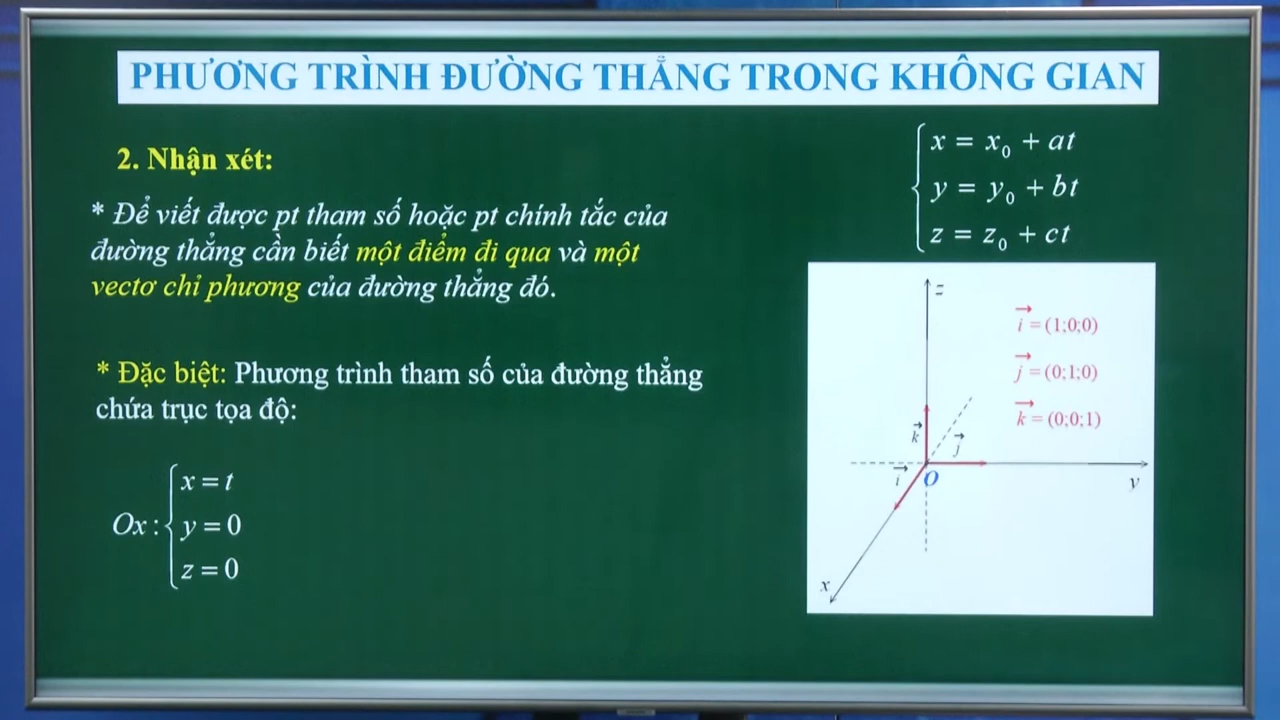 PHƯƠNG TRÌNH ĐƯỜNG THẲNG TRONG KHÔNG GIAN
2. Nhận xét:
* Để viết được pt tham số hoặc pt chính tắc của
đường thẳng cần biết một điểm đi qua và một
vectơ chỉ phương của đường thẳng đó.
* Đặc biệt: Phương trình tham số của đường thẳng
chứa trục tọa độ:
Ox:
x = t
y = 0
z = 0
x = x₀ + at
y = y₀ + bt
z = z₀ + ct
z
i⃗ = (1;0;0)
j⃗ = (0;1;0)
k⃗ = (0;0;1)
k⃗
j⃗
i⃗
O
y
x